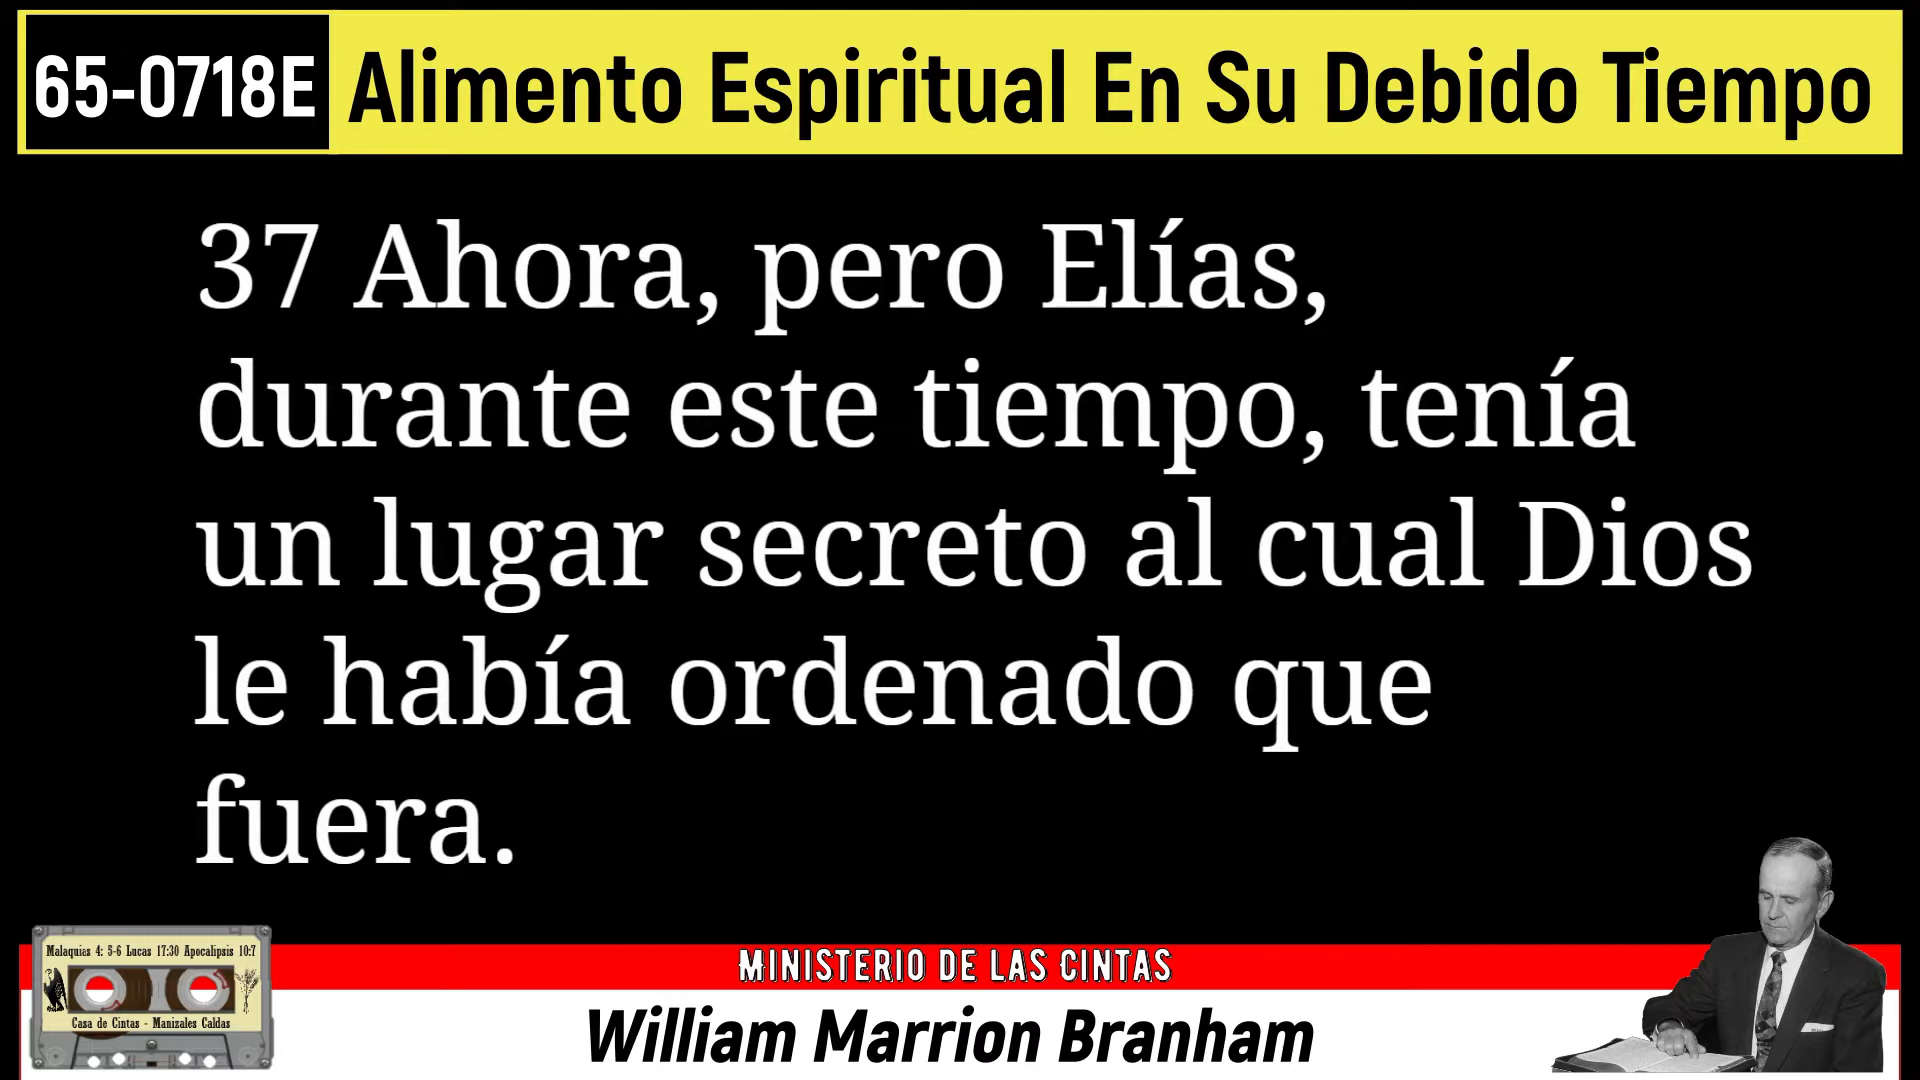 65-0718E Alimento Espiritual En Su Debido Tiempo
37 Ahora, pero Elías,
durante este tiempo, tenía
un lugar secreto al cual Dios
le había ordenado que
fuera.
Malaquias 4: 5-6 Lucas 17:30 Apocalipsis 10:7
Casa de Cintas - Manizales Caldas
MINISTERIO DE LAS CINTAS
William Marrion Branham